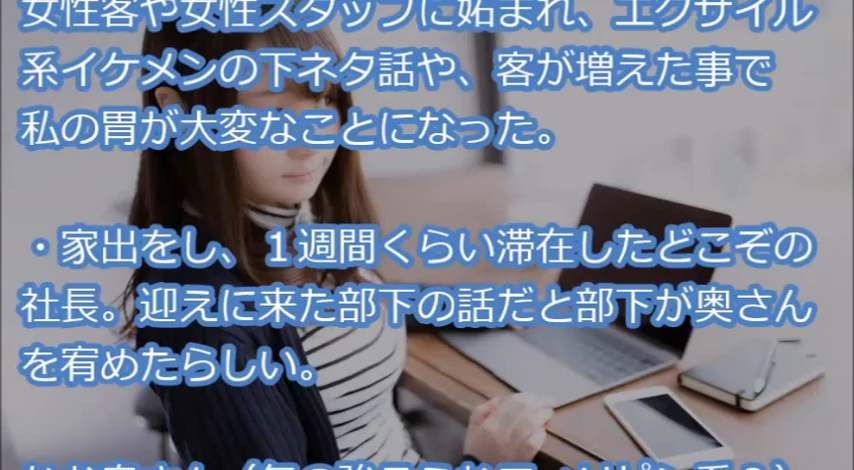 女性客や女性スタッフに妬まれ、エグザイル
系イケメンの下ネタ話や、客が増えた事で
私の胃が大変なことになった。
・家出をし、１週間くらい滞在したどこぞの
社長。迎えに来た部下の話だと部下が奥さん
を宥めたらしい。